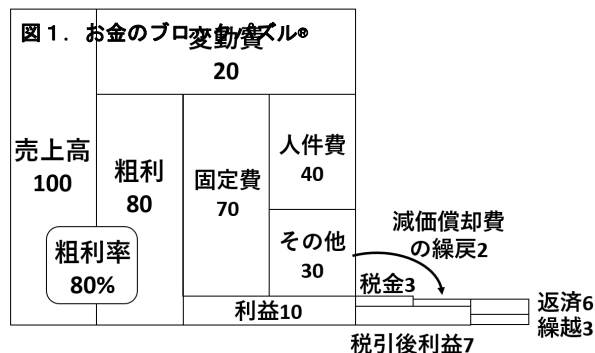 図１．お金のブロックパズル®
変動費
20
売上高
100
粗利
80
固定費
70
人件費
40
その他
30
粗利率
80%
減価償却費
の繰戻2
税金3
利益10
税引後利益7
返済6
繰越3